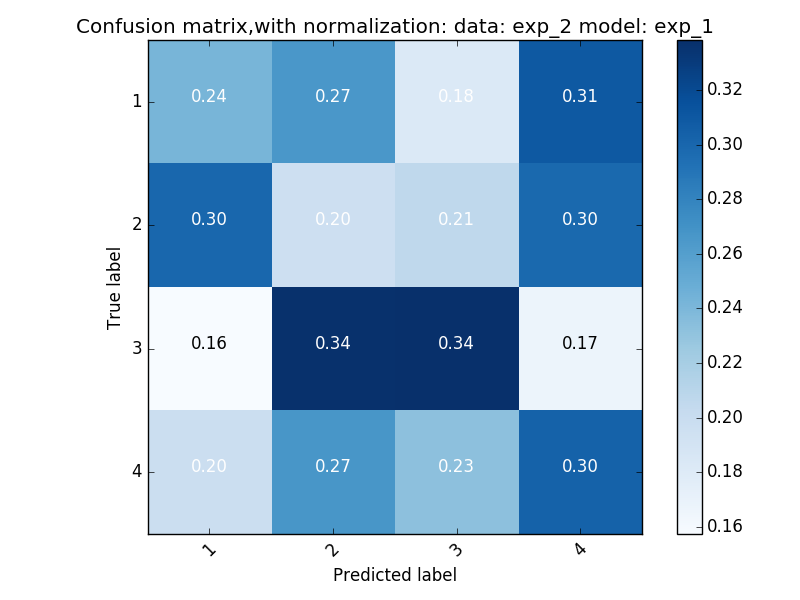 Confusion matrix,with normalization: data: exp_2 model: exp_1
1 0.24 0.27 0.18 0.31
2 0.30 0.20 0.21 0.30
3 0.16 0.34 0.34 0.17
4 0.20 0.27 0.23 0.30
True label
1 2 3 4
Predicted label
0.32
0.30
0.28
0.26
0.24
0.22
0.20
0.18
0.16